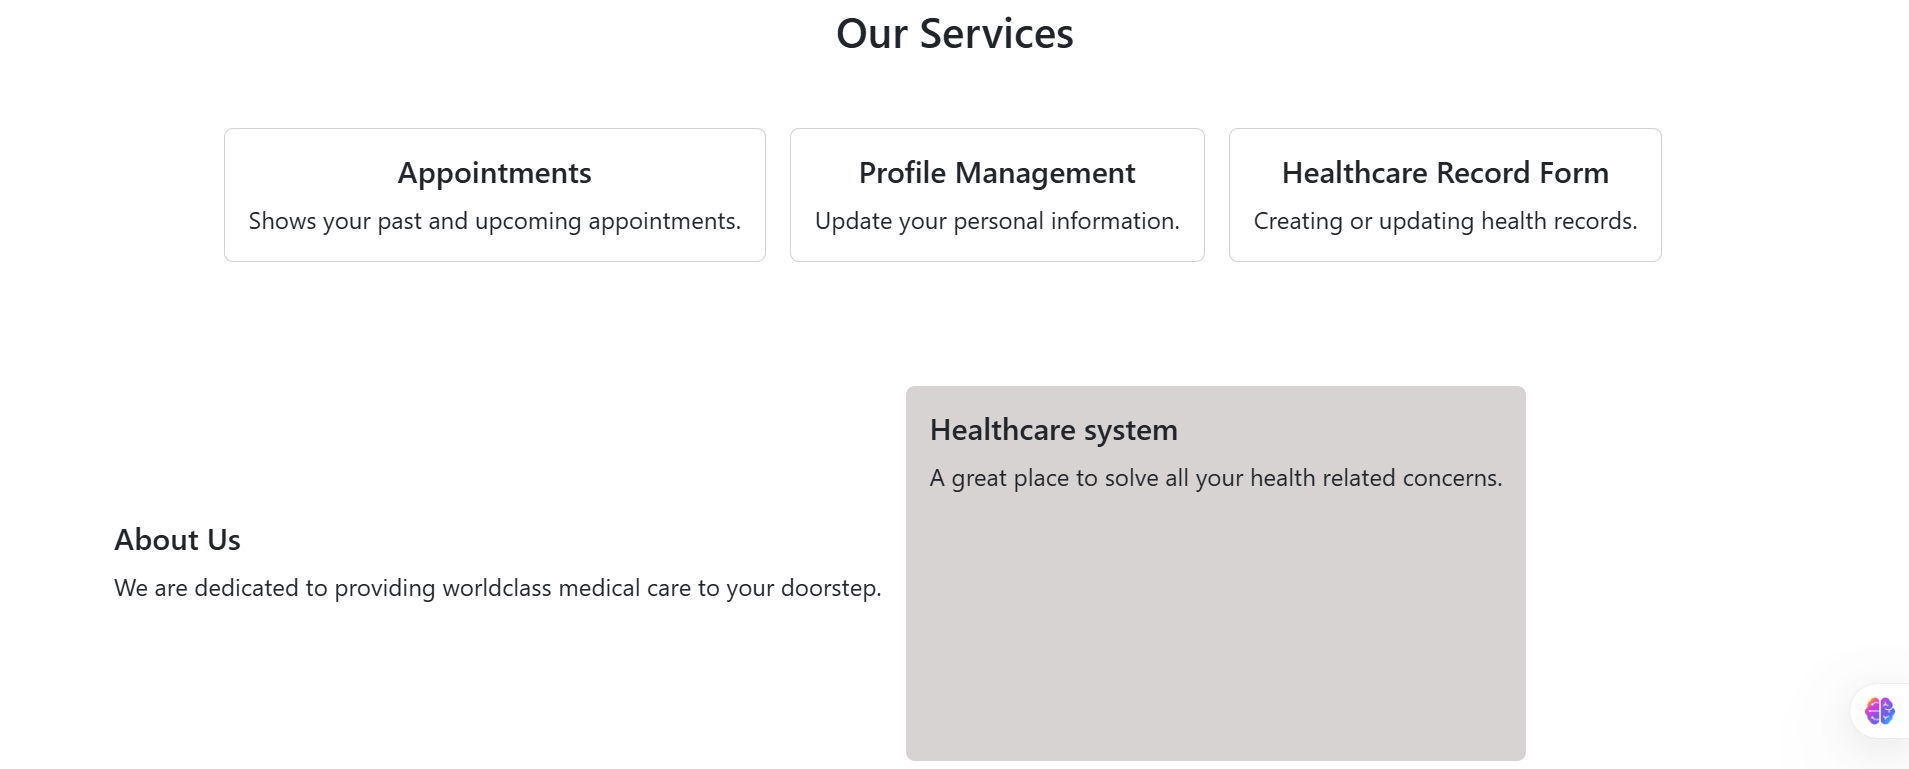 Our Services
Appointments
Shows your past and upcoming appointments.
Profile Management
Update your personal information.
Healthcare Record Form
Creating or updating health records.
Healthcare system
A great place to solve all your health related concerns.
About Us
We are dedicated to providing worldclass medical care to your doorstep.